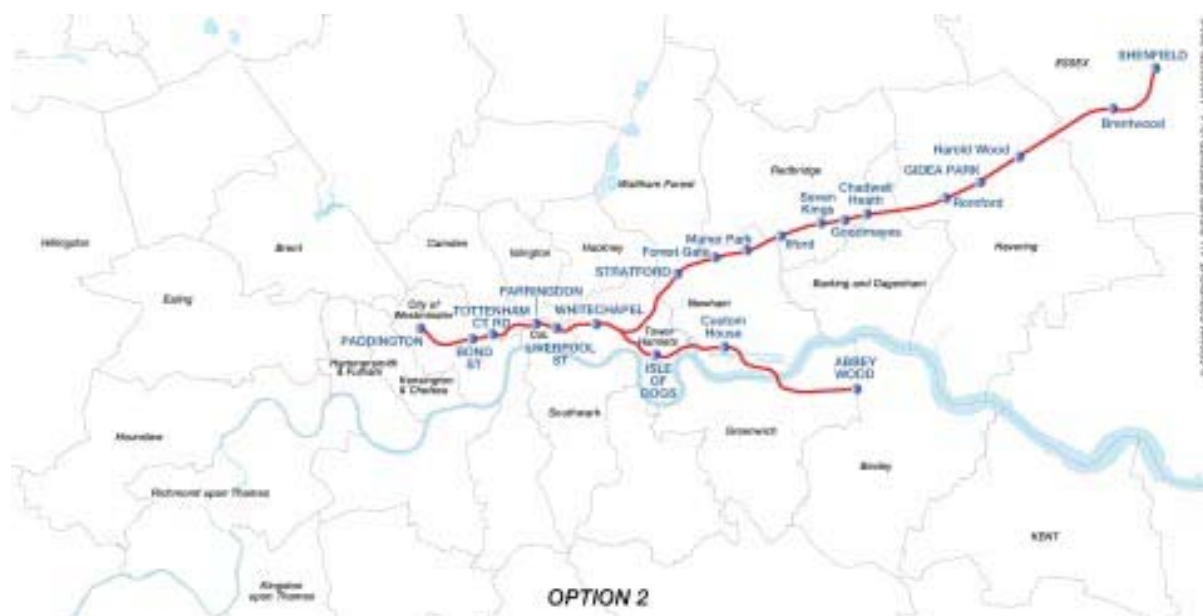 SHENFIELD
ESSEX
Brentwood
Harold Wood
GIDEA PARK
Romford
Redbridge
Chadwell
Heath
Seven
Kings
Goodmayes
Ilford
Waltham Forest
Manor Park
Forest Gate
STRATFORD
Havering
Barking and Dagenham
Hillingdon
Brent
Camden
Islington
Hackney
Ealing
City of
Westminster
PADDINGTON
TOTTENHAM
CT RD
BOND
ST
FARRINGDON
CoL
LIVERPOOL
ST
WHITECHAPEL
Newham
Custom
House
Tower
Hamlets
ISLE
OF
DOGS
ABBEY
WOOD
Hammersmith
& Fulham
Kensington
& Chelsea
Southwark
Greenwich
Bexley
Hounslow
Richmond upon Thames
Kingston
upon Thames
KENT
OPTION 2